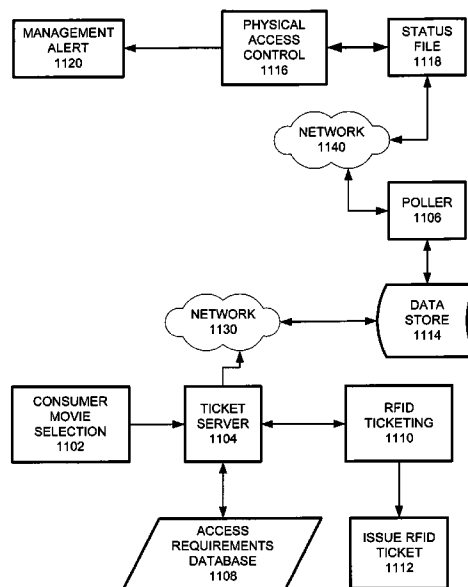 MANAGEMENT
ALERT
1120
PHYSICAL
ACCESS
CONTROL
1116
STATUS
FILE
1118
NETWORK
1140
POLLER
1106
NETWORK
1130
DATA
STORE
1114
CONSUMER
MOVIE
SELECTION
1102
TICKET
SERVER
1104
RFID
TICKETING
1110
ACCESS
REQUIREMENTS
DATABASE
1108
ISSUE RFID
TICKET
1112